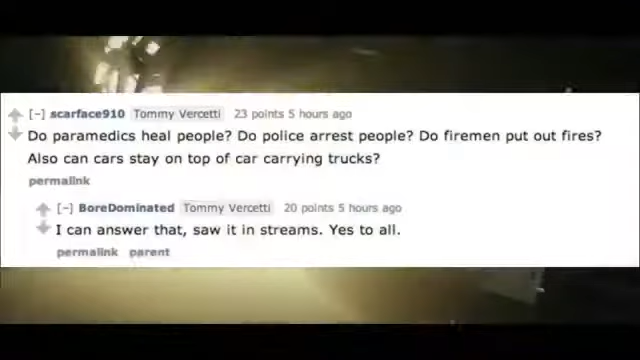 [-] scarface910 Tommy Vercetti 23 points 5 hours ago
Do paramedics heal people? Do police arrest people? Do firemen put out fires?
Also can cars stay on top of car carrying trucks?
permalink
[-] BoreDominated Tommy Vercetti 20 points 5 hours ago
I can answer that, saw it in streams. Yes to all.
permalink parent